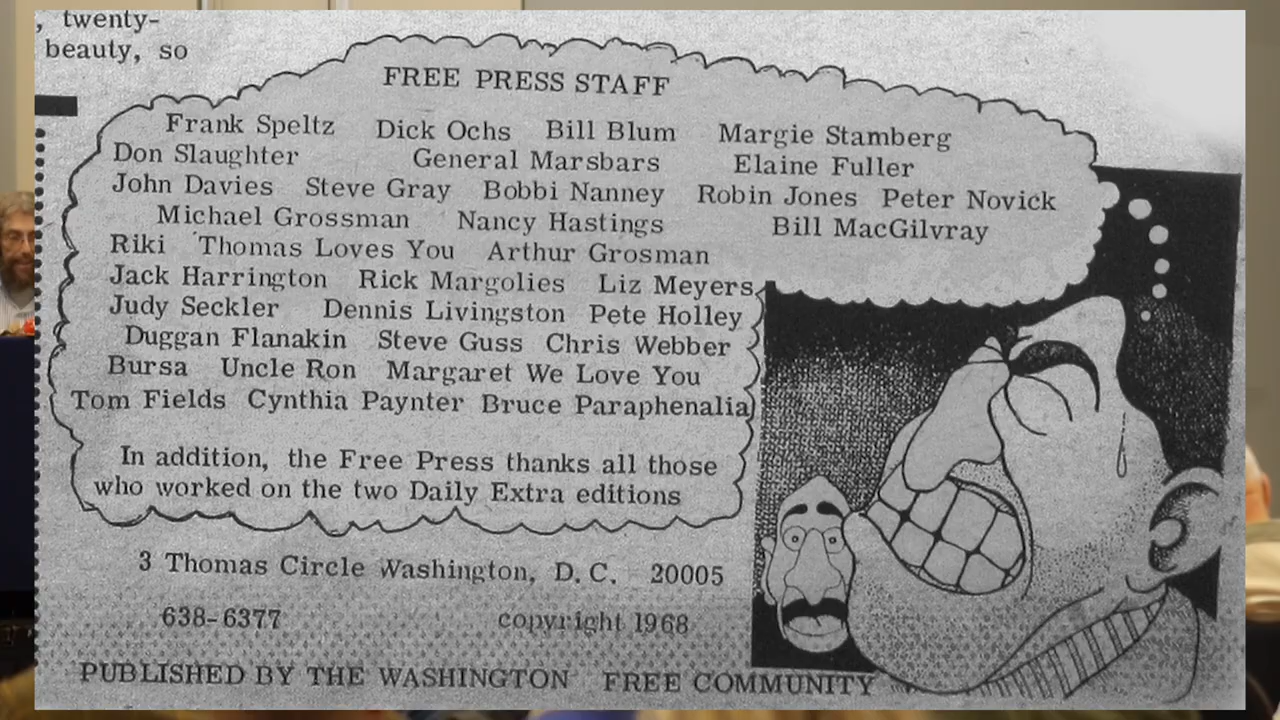 , twenty-
beauty, so
FREE PRESS STAFF
Frank Speltz Dick Ochs Bill Blum Margie Stamberg
Don Slaughter General Marsbars Elaine Fuller
John Davies Steve Gray Bobbi Nanney Robin Jones Peter Novick
Michael Grossman Nancy Hastings Bill MacGilvray
Riki Thomas Loves You Arthur Grosman
Jack Harrington Rick Margolies Liz Meyers
Judy Seckler Dennis Livingston Pete Holley
Duggan Flanakin Steve Guss Chris Webber
Bursa Uncle Ron Margaret We Love You
Tom Fields Cynthia Paynter Bruce Paraphenalia
In addition, the Free Press thanks all those
who worked on the two Daily Extra editions
3 Thomas Circle Washington, D.C. 20005
638-6377 copyright 1968
PUBLISHED BY THE WASHINGTON FREE COMMUNITY